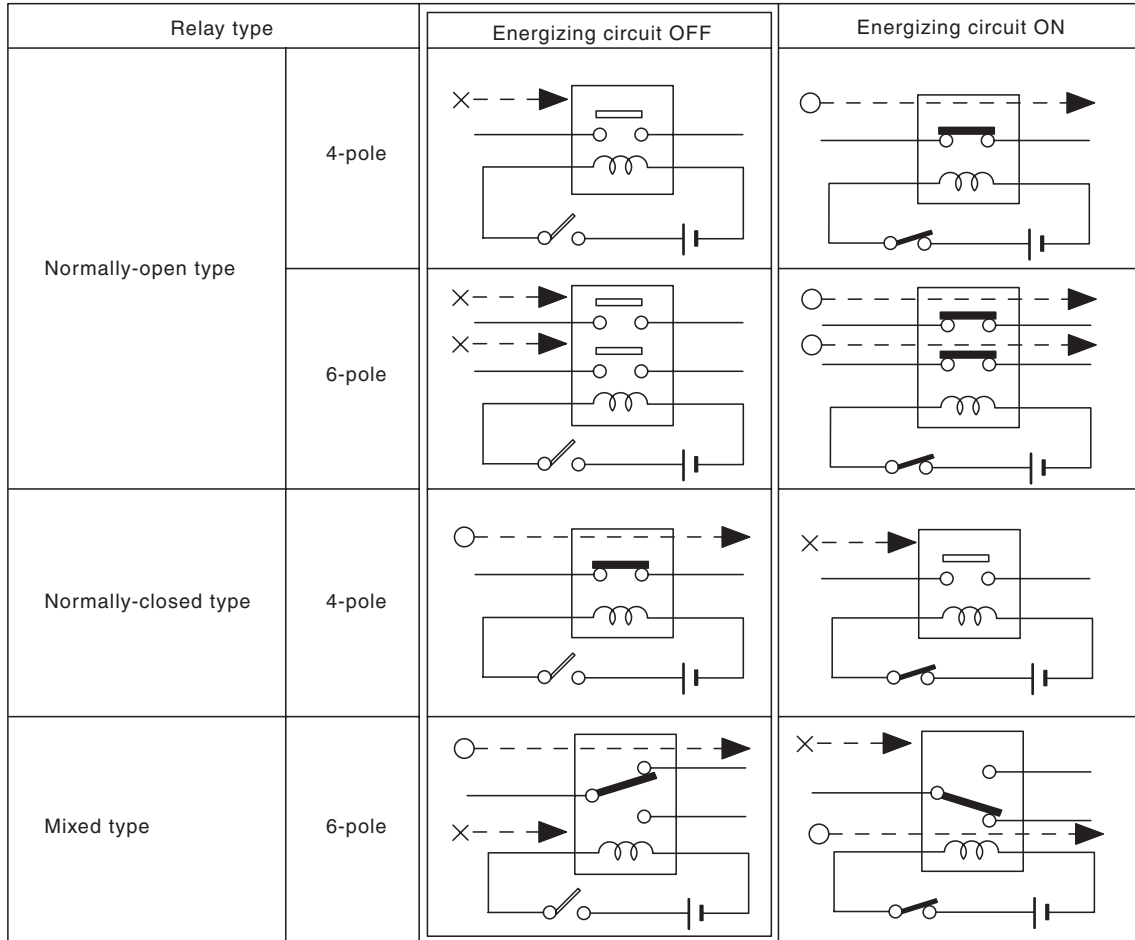 Relay type
Energizing circuit OFF
Energizing circuit ON
Normally-open type
4-pole
6-pole
Normally-closed type
4-pole
Mixed type
6-pole